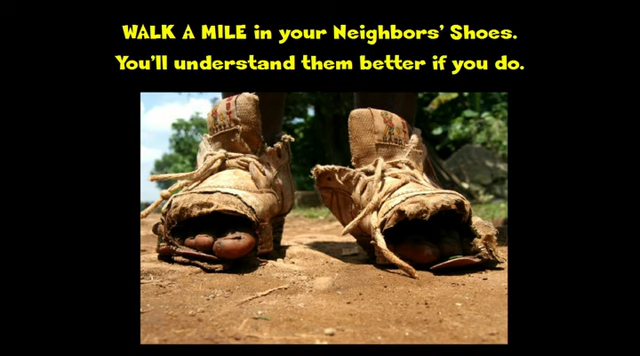 WALK A MILE in your Neighbors' Shoes.
You'll understand them better if you do.